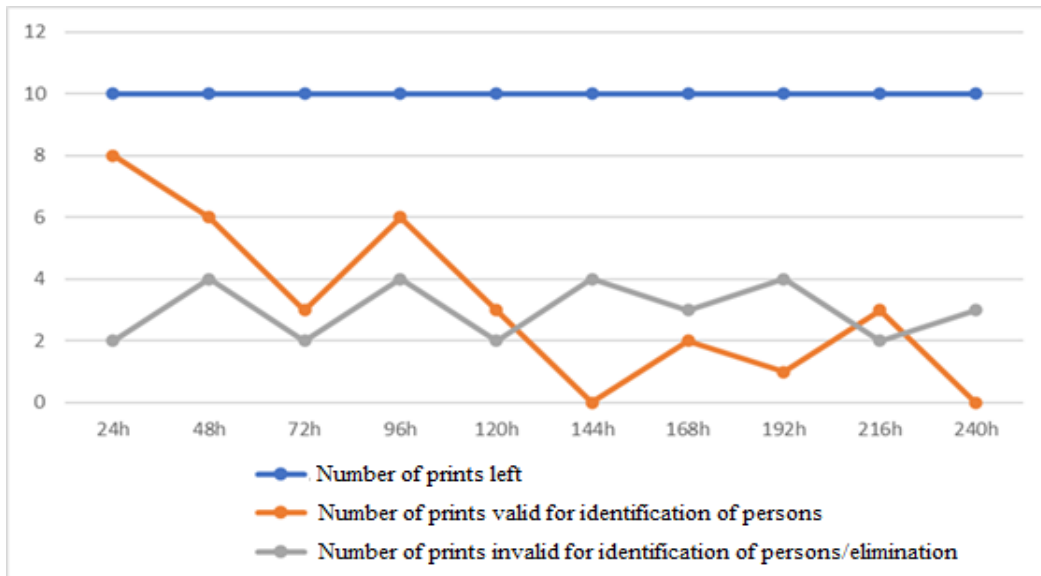 12
10
8
6
4
2
0
24h 48h 72h 96h 120h 144h 168h 192h 216h 240h
Number of prints left
Number of prints valid for identification of persons
Number of prints invalid for identification of persons/elimination